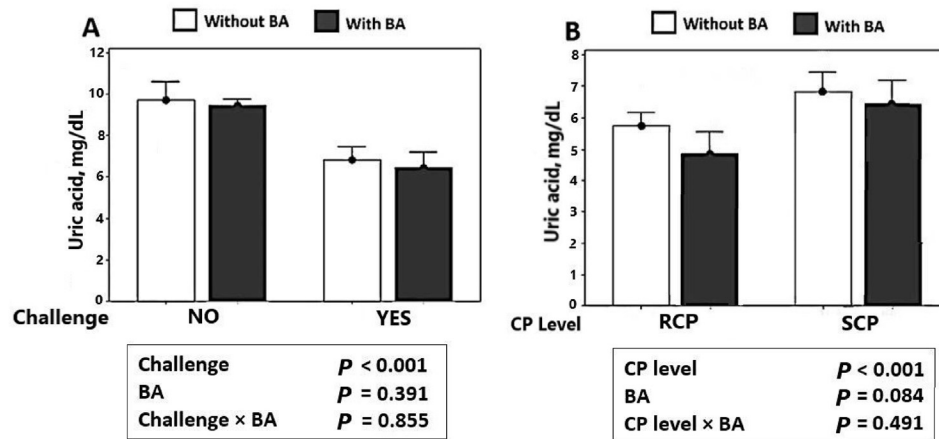 A
Without BA
With BA
Uric acid, mg/dL
12
10
8
6
4
2
0
Challenge
NO
YES
Challenge P < 0.001
BA P = 0.391
Challenge × BA P = 0.855
B
Without BA
With BA
Uric acid, mg/dL
8
7
6
5
4
3
2
1
0
CP Level
RCP
SCP
CP level P < 0.001
BA P = 0.084
CP level × BA P = 0.491